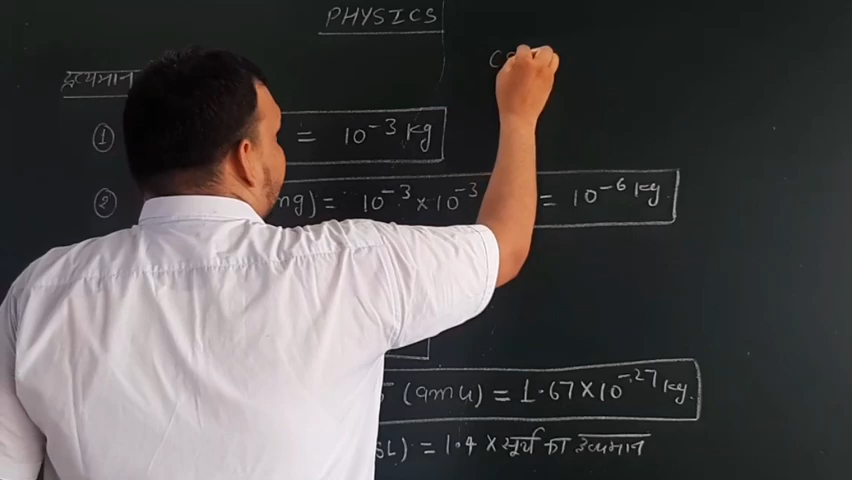 PHYSICS
द्रव्यमान
① = 10⁻³ kg
② mg) = 10⁻³ × 10⁻³ = 10⁻⁶ kg.
(amu) = 1.67 × 10⁻²⁷ kg.
SL) = 1.4 × सूर्य का द्रव्यमान